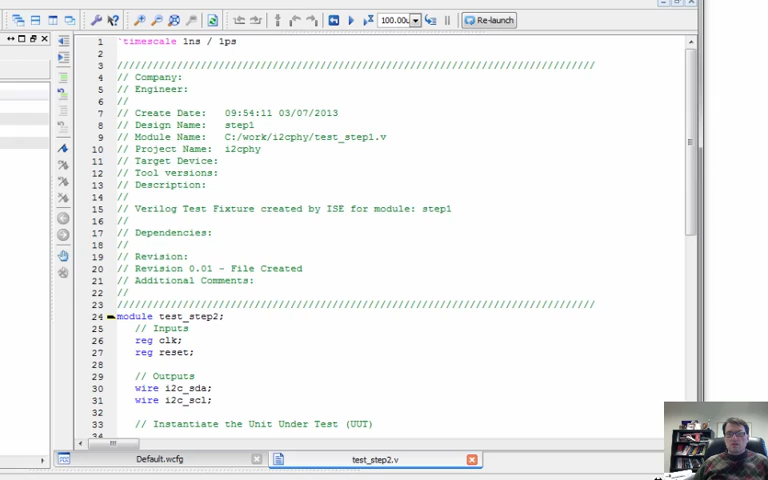 100.00u Re-launch
1 `timescale 1ns / 1ps
2
3 ////////////////////////////////////////////////////////////////////////////////
4 // Company:
5 // Engineer:
6 //
7 // Create Date: 09:54:11 03/07/2013
8 // Design Name: step1
9 // Module Name: C:/work/i2cphy/test_step1.v
10 // Project Name: i2cphy
11 // Target Device:
12 // Tool versions:
13 // Description:
14 //
15 // Verilog Test Fixture created by ISE for module: step1
16 //
17 // Dependencies:
18 //
19 // Revision:
20 // Revision 0.01 - File Created
21 // Additional Comments:
22 //
23 ////////////////////////////////////////////////////////////////////////////////
24 module test_step2;
25 // Inputs
26 reg clk;
27 reg reset;
28
29 // Outputs
30 wire i2c_sda;
31 wire i2c_scl;
32
33 // Instantiate the Unit Under Test (UUT)
34
Default.wcfg
test_step2.v